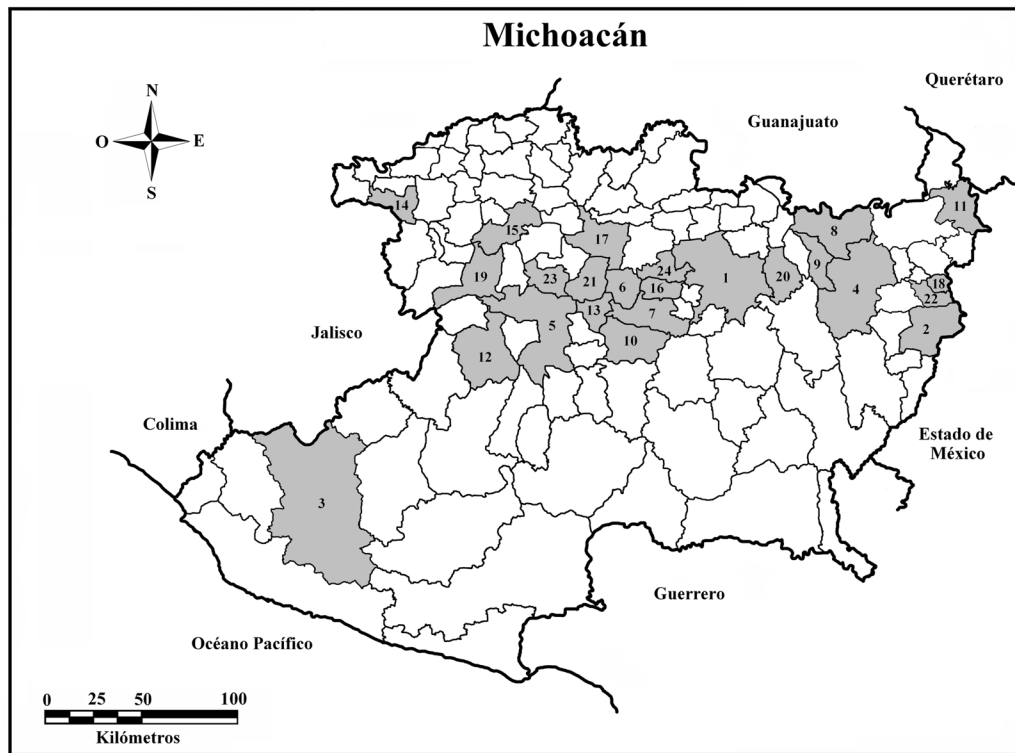 Michoacán
Querétaro
Guanajuato
N
O E
S
11
14
8
15
17
24
1
9
20
19
23
21
6
16
4
18
22
13
7
5
2
10
12
Jalisco
Colima
Estado de
México
3
Guerrero
Océano Pacífico
0 25 50 100
Kilómetros